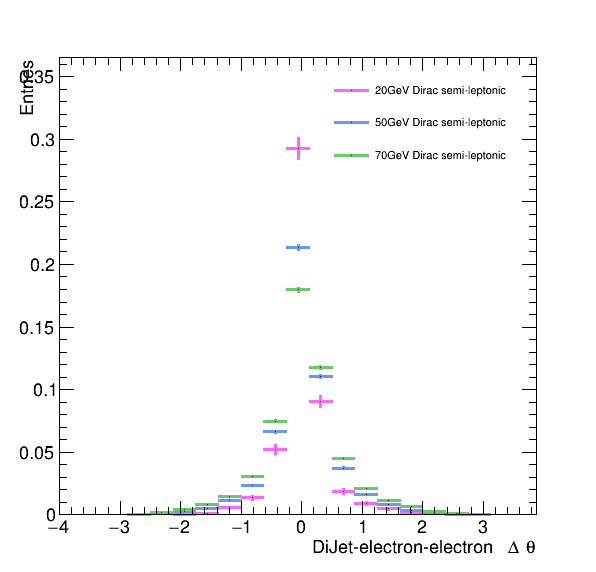 Entries
0.35
0.3
0.25
0.2
0.15
0.1
0.05
0
−4 −3 −2 −1 0 1 2 3
20GeV Dirac semi-leptonic
50GeV Dirac semi-leptonic
70GeV Dirac semi-leptonic
DiJet-electron-electron Δ θ